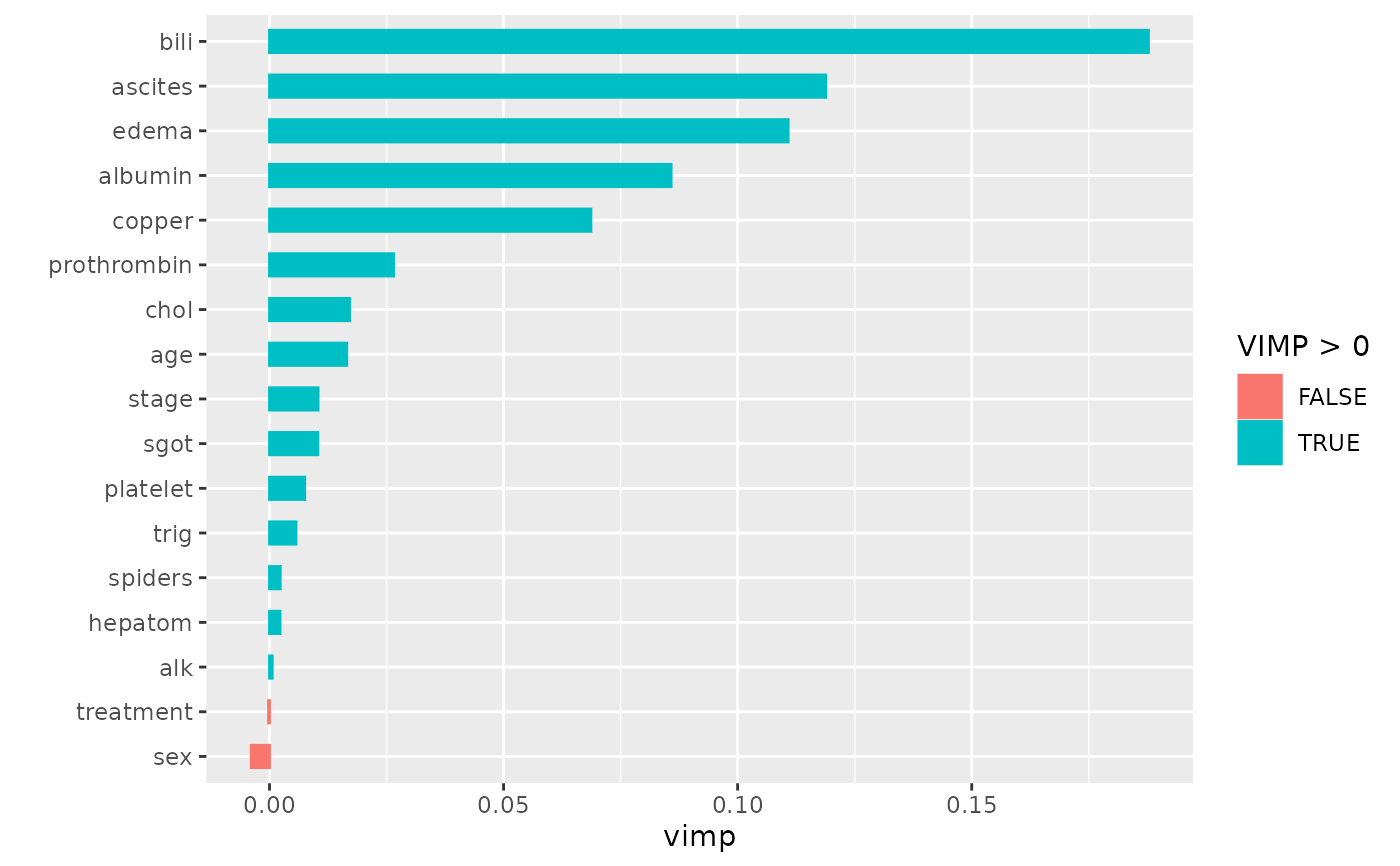 bili
ascites
edema
albumin
copper
prothrombin
chol
age
stage
sgot
platelet
trig
spiders
hepatom
alk
treatment
sex
0.00 0.05 0.10 0.15
vimp
VIMP > 0
FALSE
TRUE